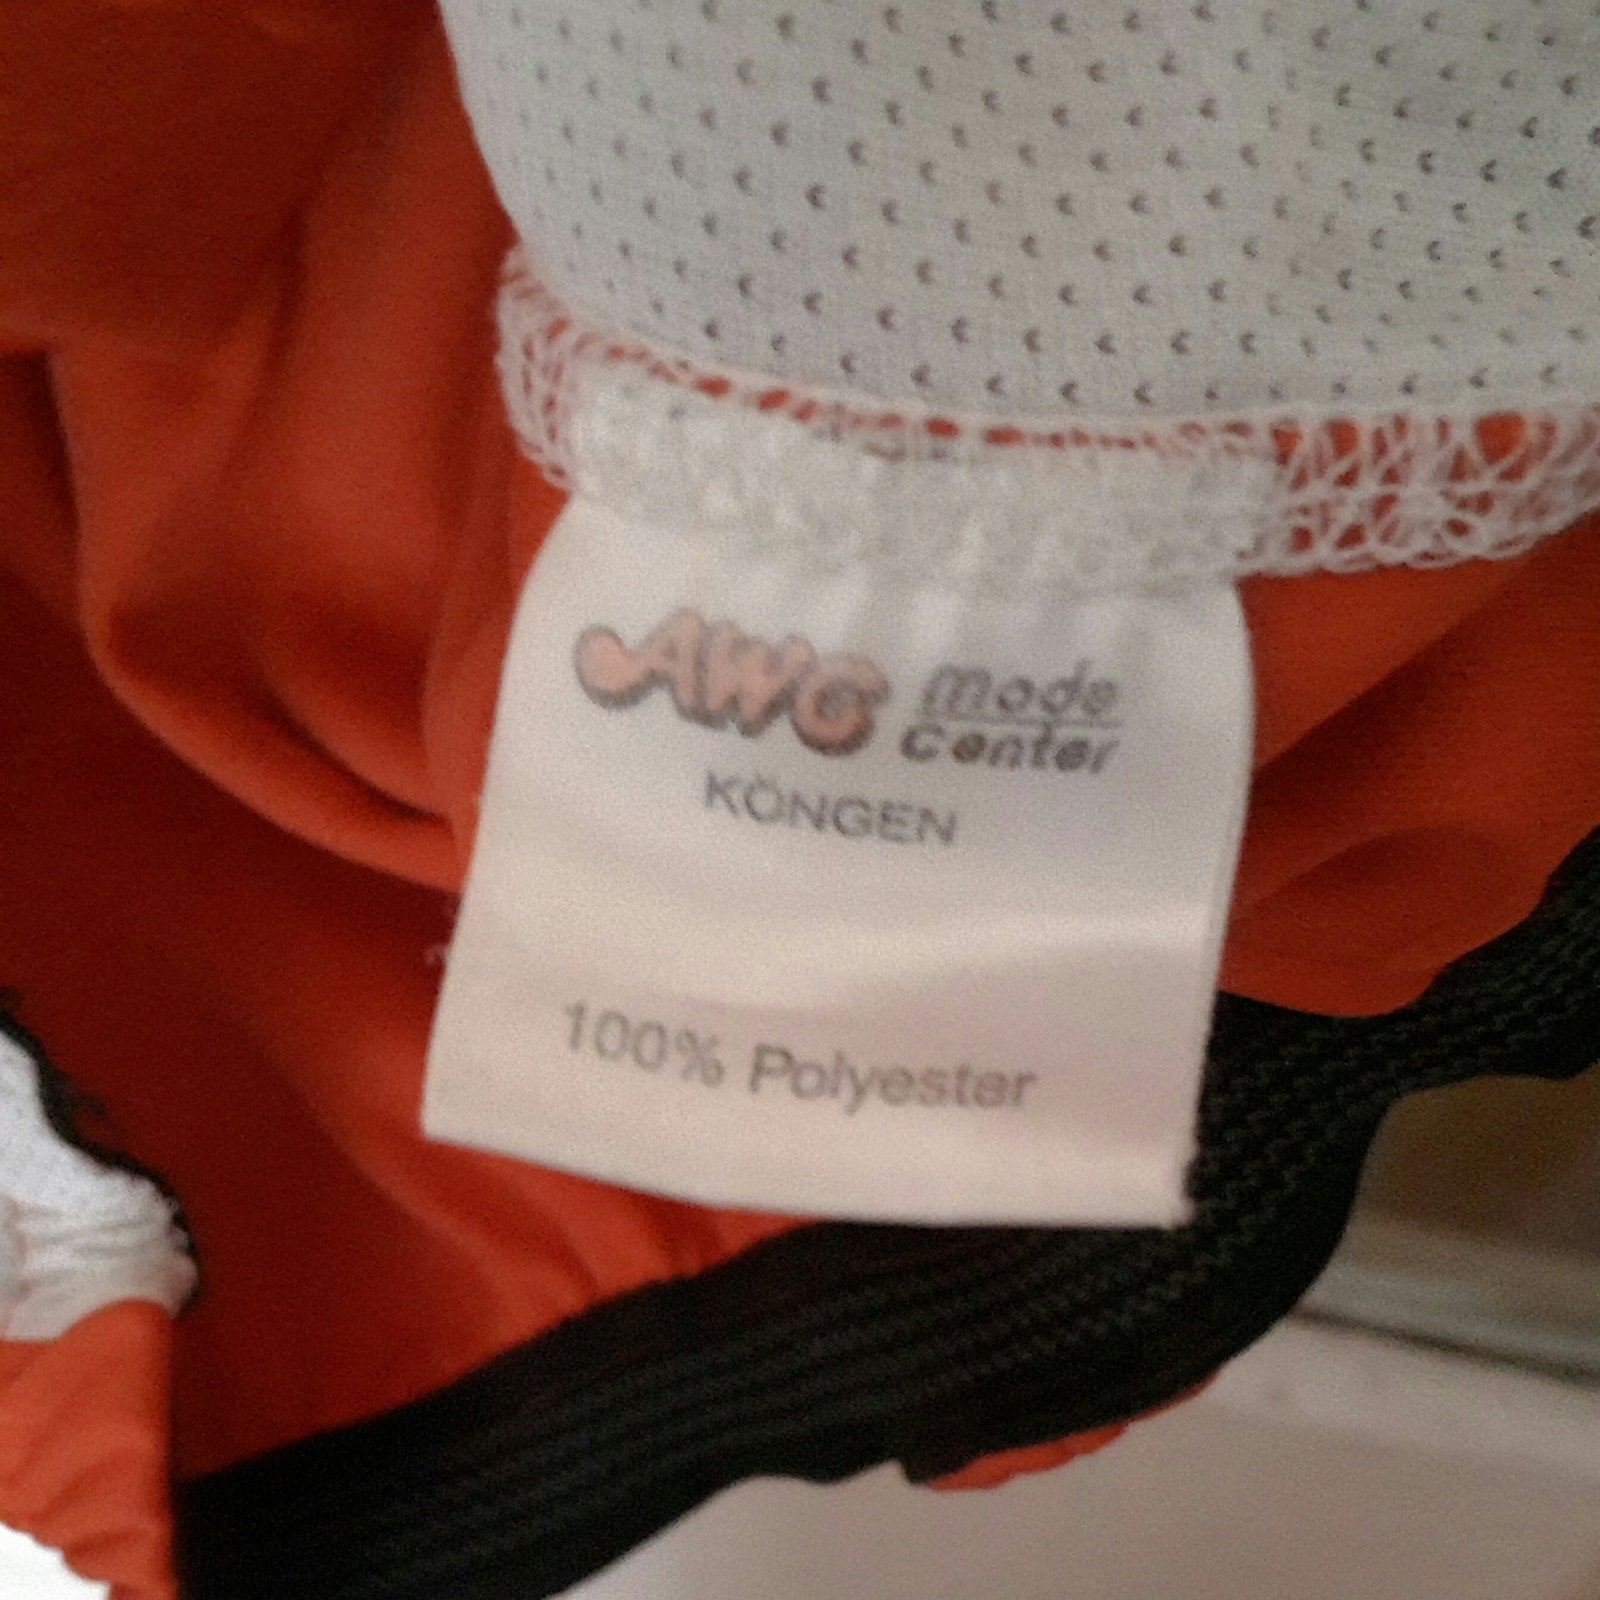 AWG Mode Center
KÖNGEN
100% Polyester